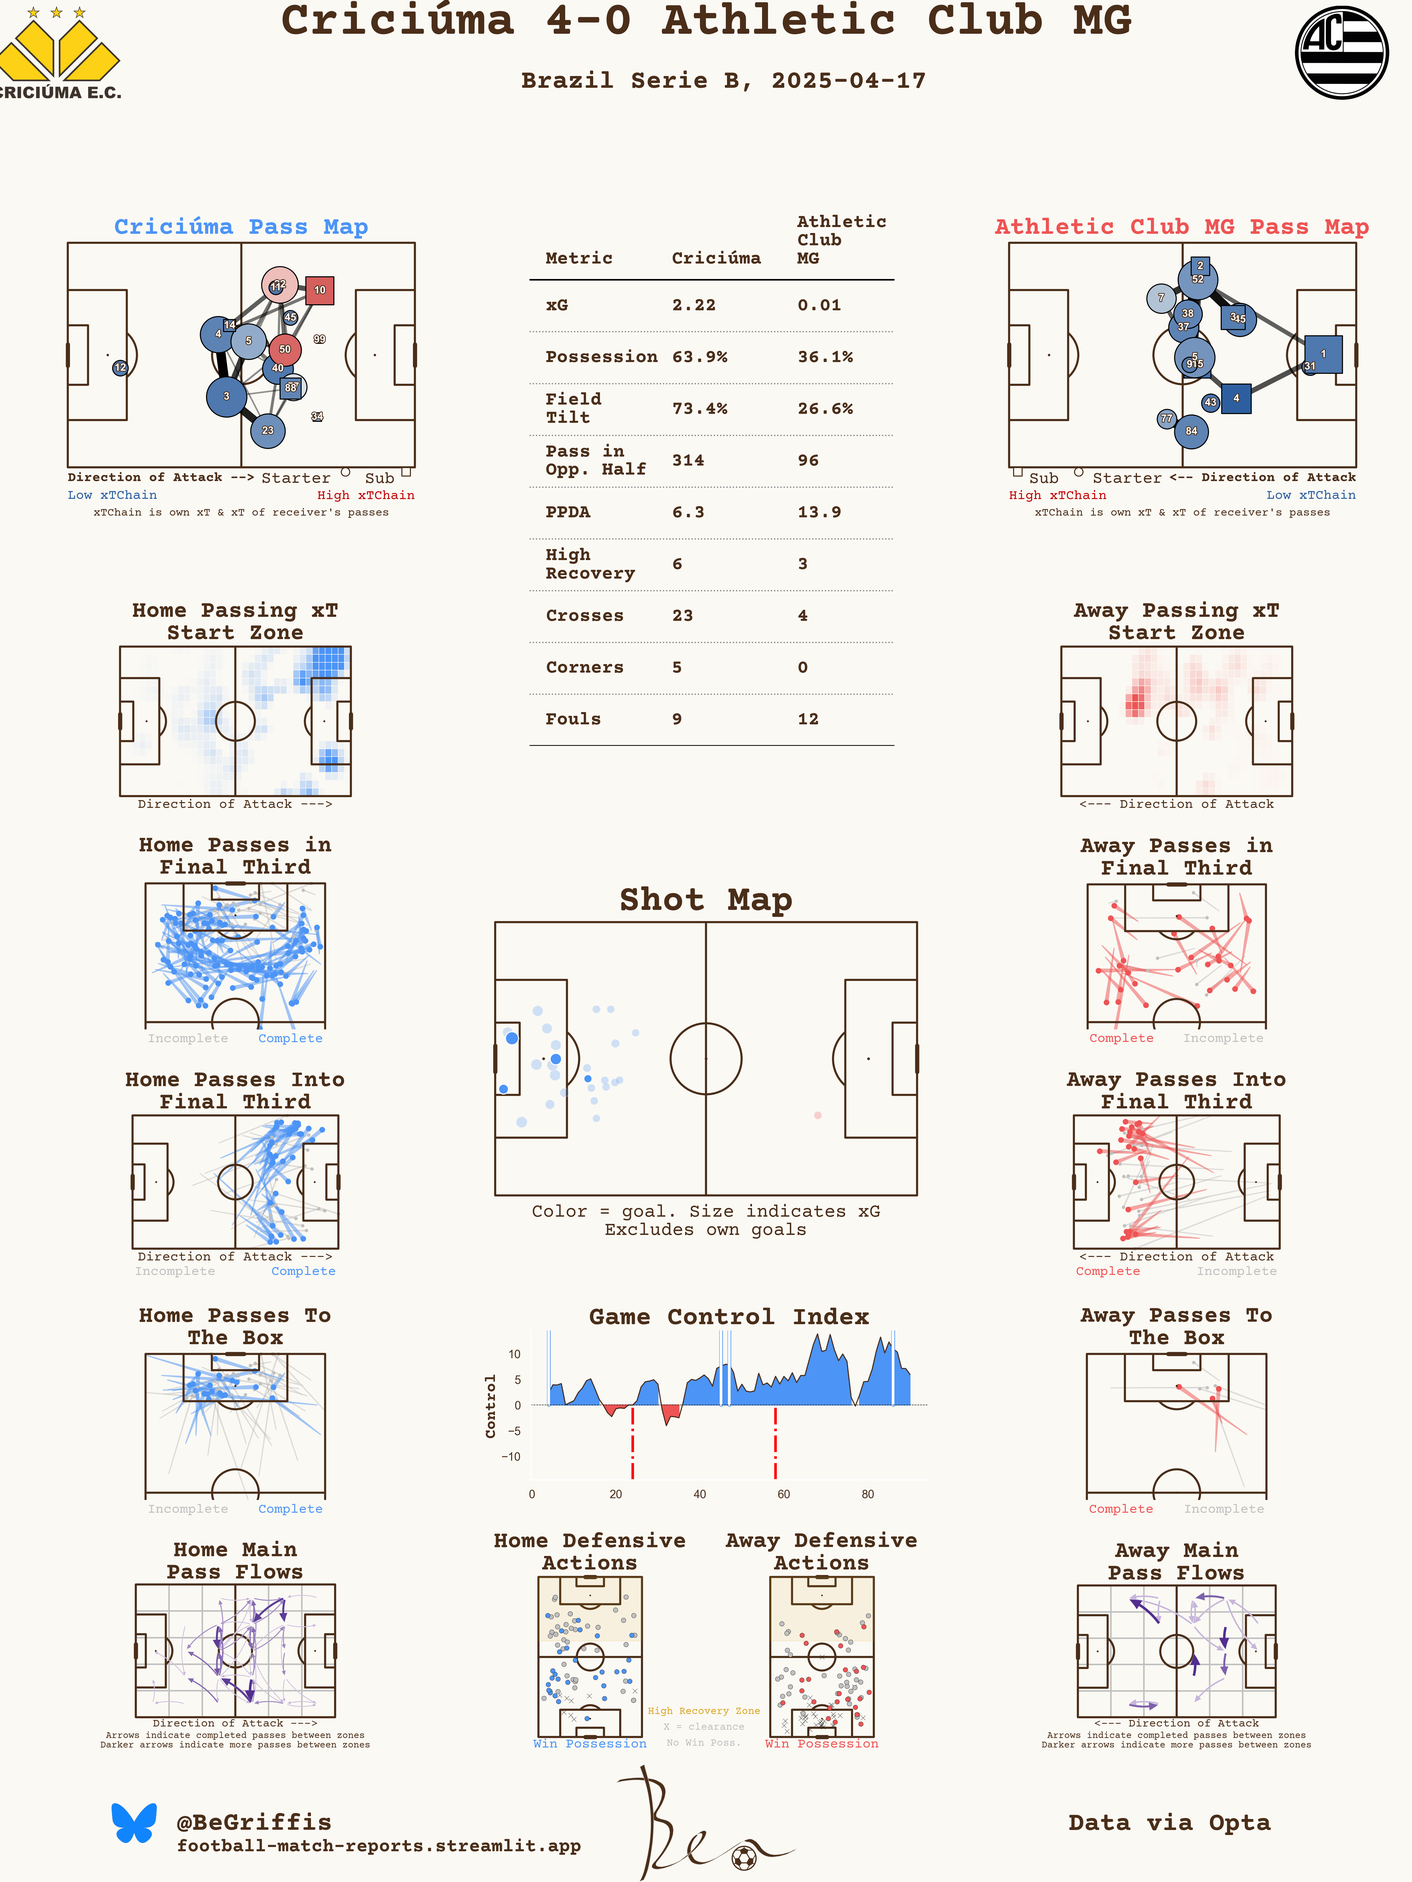 Criciúma 4-0 Athletic Club MG
Brazil Serie B, 2025-04-17
CRICIÚMA E.C.
AC
Criciúma Pass Map
11
10
45
14
4
5
50
99
12
40
88
3
34
23
Direction of Attack --> Starter Sub
Low xTChain High xTChain
xTChain is own xT & xT of receiver's passes
Metric Criciúma Athletic Club MG
xG 2.22 0.01
Possession 63.9% 36.1%
Field Tilt 73.4% 26.6%
Pass in Opp. Half 314 96
PPDA 6.3 13.9
High Recovery 6 3
Crosses 23 4
Corners 5 0
Fouls 9 12
Athletic Club MG Pass Map
2
52
7
38
3
37
5
1
31
4
43
77
84
Sub Starter <-- Direction of Attack
High xTChain Low xTChain
xTChain is own xT & xT of receiver's passes
Home Passing xT
Start Zone
Direction of Attack --->
Away Passing xT
Start Zone
<--- Direction of Attack
Home Passes in
Final Third
Incomplete Complete
Away Passes in
Final Third
Complete Incomplete
Shot Map
Color = goal. Size indicates xG
Excludes own goals
Home Passes Into
Final Third
Direction of Attack --->
Incomplete Complete
Away Passes Into
Final Third
<--- Direction of Attack
Complete Incomplete
Home Passes To
The Box
Incomplete Complete
Game Control Index
Control
10
5
0
−5
−10
0 20 40 60 80
Away Passes To
The Box
Complete Incomplete
Home Main
Pass Flows
Direction of Attack --->
Arrows indicate completed passes between zones
Darker arrows indicate more passes between zones
Home Defensive
Actions
Win Possession
High Recovery Zone
X = clearance
No Win Poss.
Away Defensive
Actions
Win Possession
Away Main
Pass Flows
<--- Direction of Attack
Arrows indicate completed passes between zones
Darker arrows indicate more passes between zones
@BeGriffis
football-match-reports.streamlit.app
Ben
Data via Opta